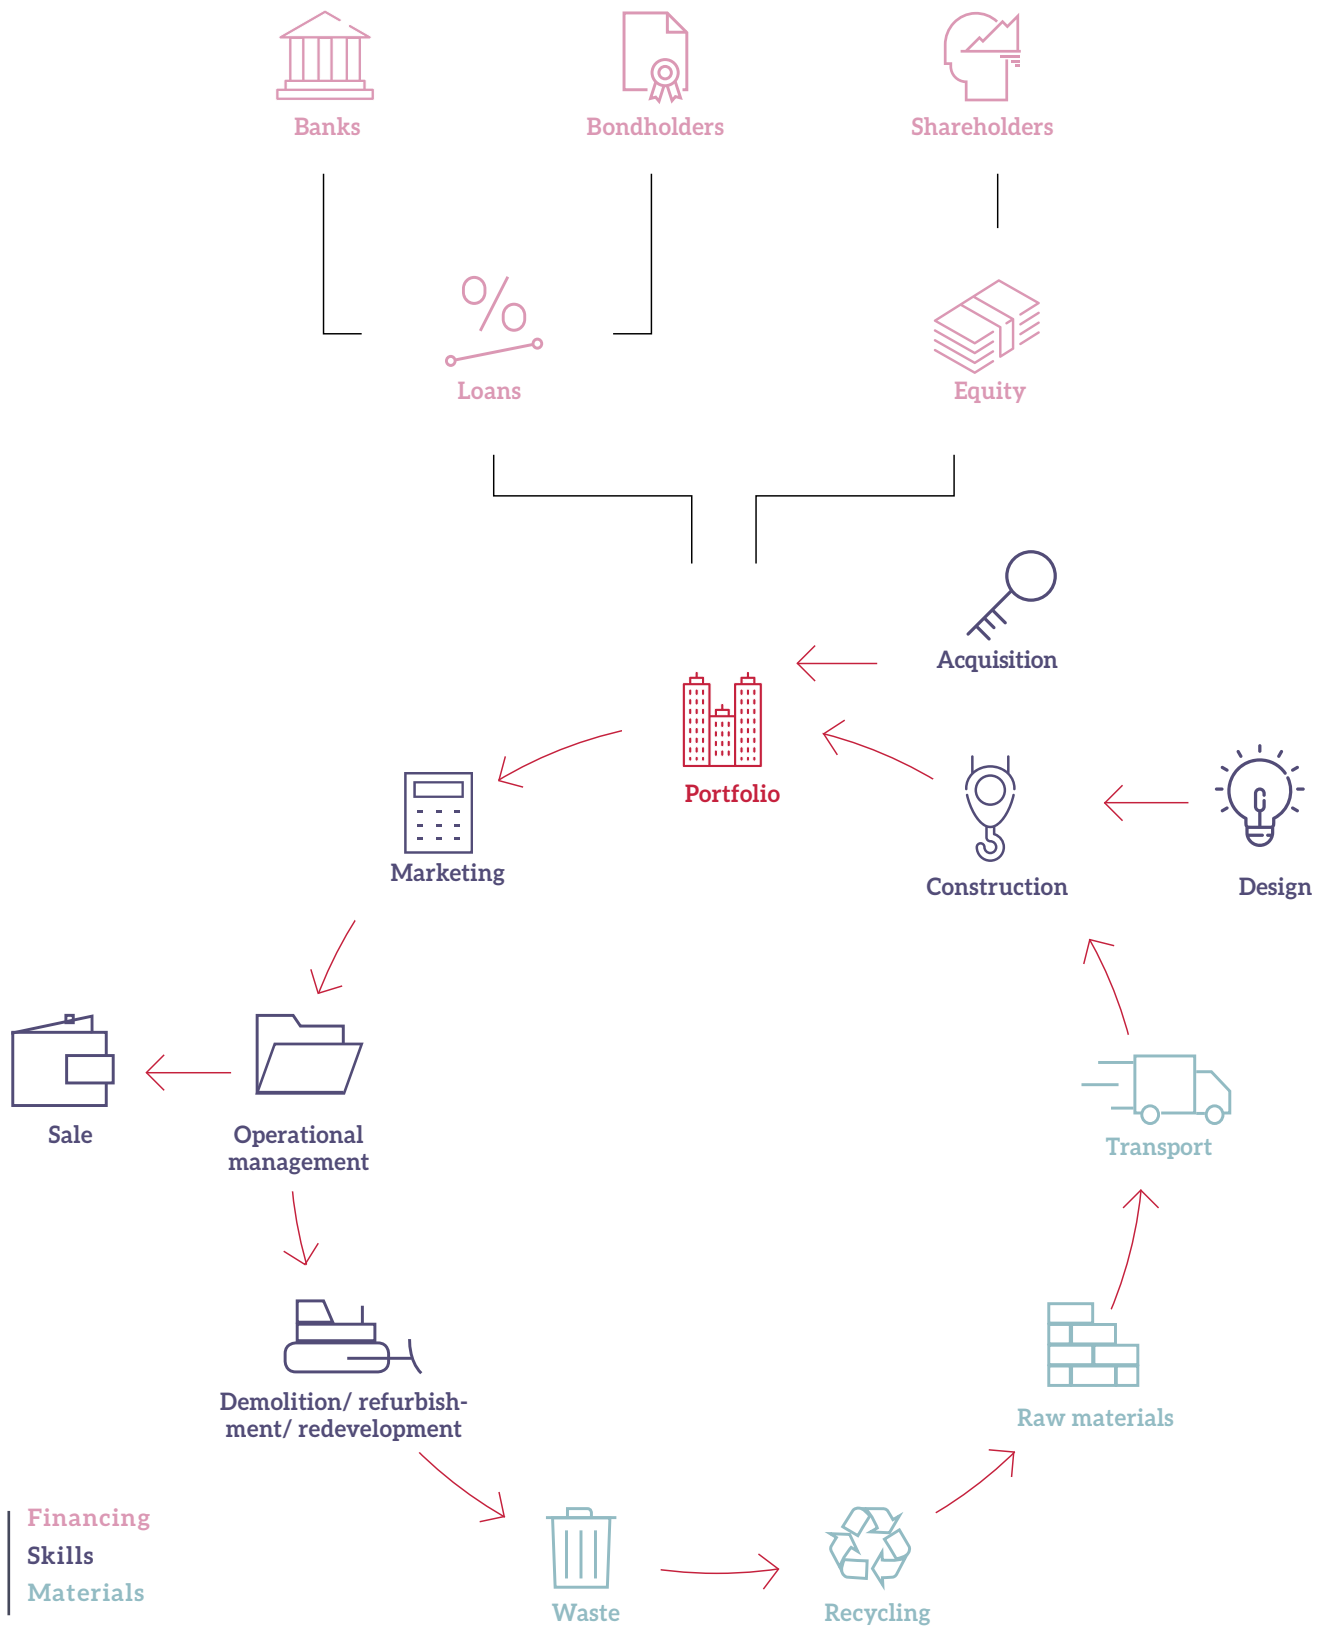 Banks
Bondholders
Shareholders
%
Loans
Equity
Acquisition
Portfolio
Marketing
Construction
Design
Sale
Operational
management
Transport
Demolition/ refurbish-
ment/ redevelopment
Raw materials
Financing
Skills
Materials
Waste
Recycling